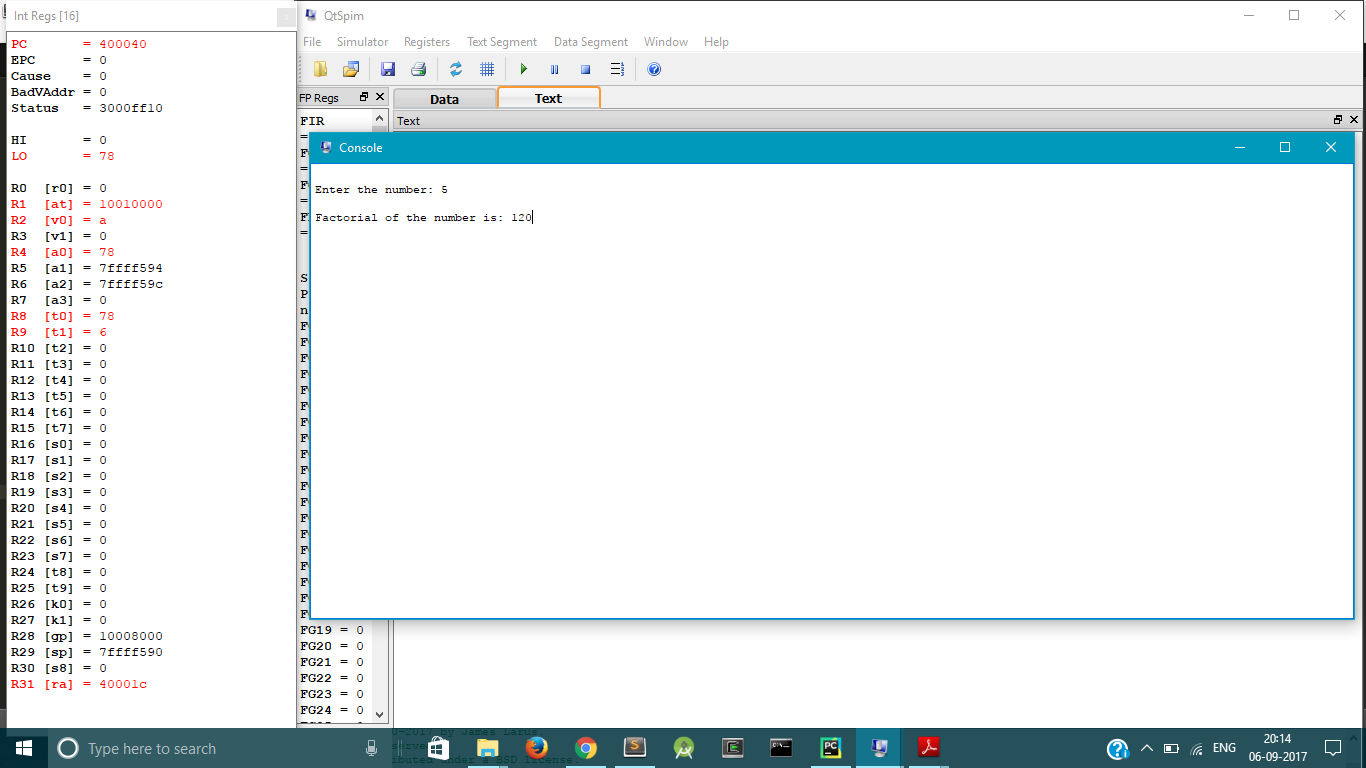 Int Regs [16]
PC = 400040
EPC = 0
Cause = 0
BadVAddr = 0
Status = 3000ff10
HI = 0
LO = 78
R0 [r0] = 0
R1 [at] = 10010000
R2 [v0] = a
R3 [v1] = 0
R4 [a0] = 78
R5 [a1] = 7ffff594
R6 [a2] = 7ffff59c
R7 [a3] = 0
R8 [t0] = 78
R9 [t1] = 6
R10 [t2] = 0
R11 [t3] = 0
R12 [t4] = 0
R13 [t5] = 0
R14 [t6] = 0
R15 [t7] = 0
R16 [s0] = 0
R17 [s1] = 0
R18 [s2] = 0
R19 [s3] = 0
R20 [s4] = 0
R21 [s5] = 0
R22 [s6] = 0
R23 [s7] = 0
R24 [t8] = 0
R25 [t9] = 0
R26 [k0] = 0
R27 [k1] = 0
R28 [gp] = 10008000
R29 [sp] = 7ffff590
R30 [s8] = 0
R31 [ra] = 40001c
QtSpim
File Simulator Registers Text Segment Data Segment Window Help
FP Regs
Data Text
FIR
Text
Console
Enter the number: 5
Factorial of the number is: 120
FG19 = 0
FG20 = 0
FG21 = 0
FG22 = 0
FG23 = 0
FG24 = 0
by James Larus.
under a BSD license.
Type here to search
ENG
20:14
06-09-2017